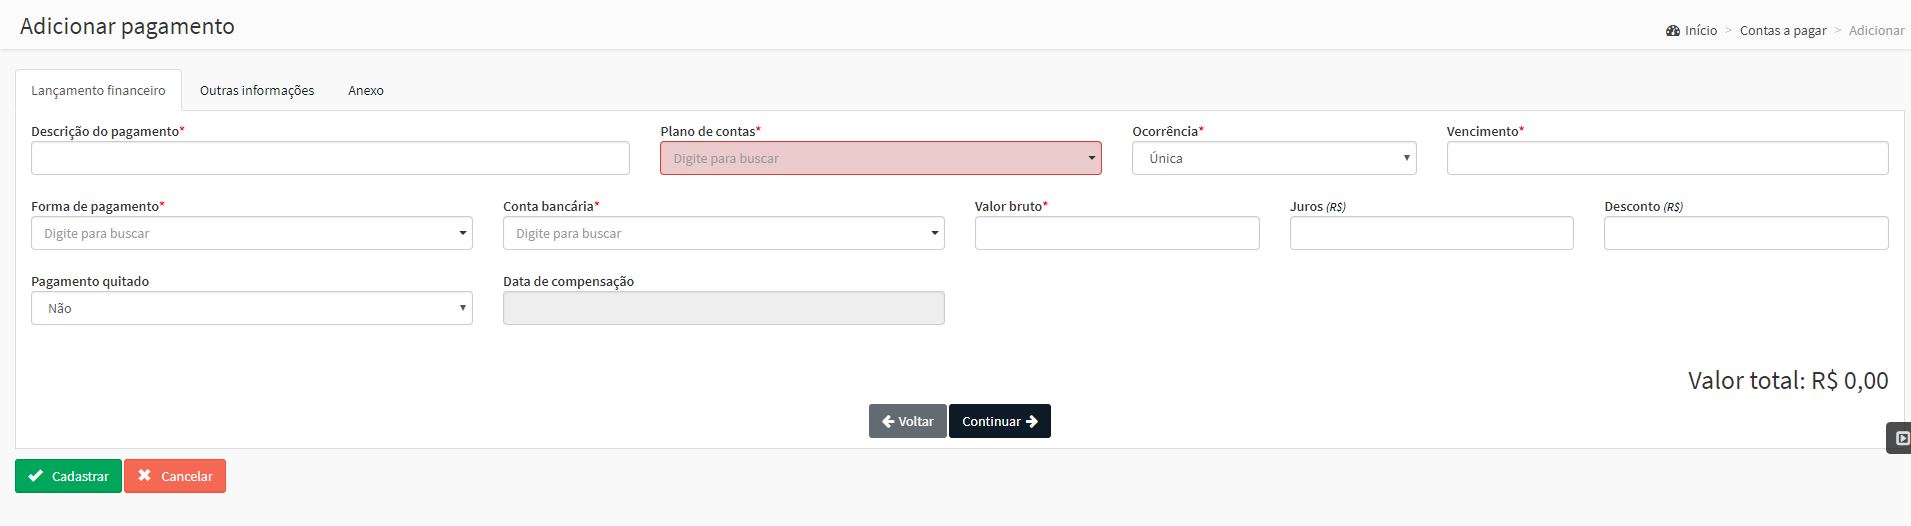 Adicionar pagamento
Início > Contas a pagar > Adicionar
Lançamento financeiro Outras informações Anexo
Descrição do pagamento* Plano de contas* Ocorrência* Vencimento*
Digite para buscar Única
Forma de pagamento* Conta bancária* Valor bruto* Juros (R$) Desconto (R$)
Digite para buscar Digite para buscar
Pagamento quitado Data de compensação
Não
Valor total: R$ 0,00
Voltar Continuar
Cadastrar Cancelar